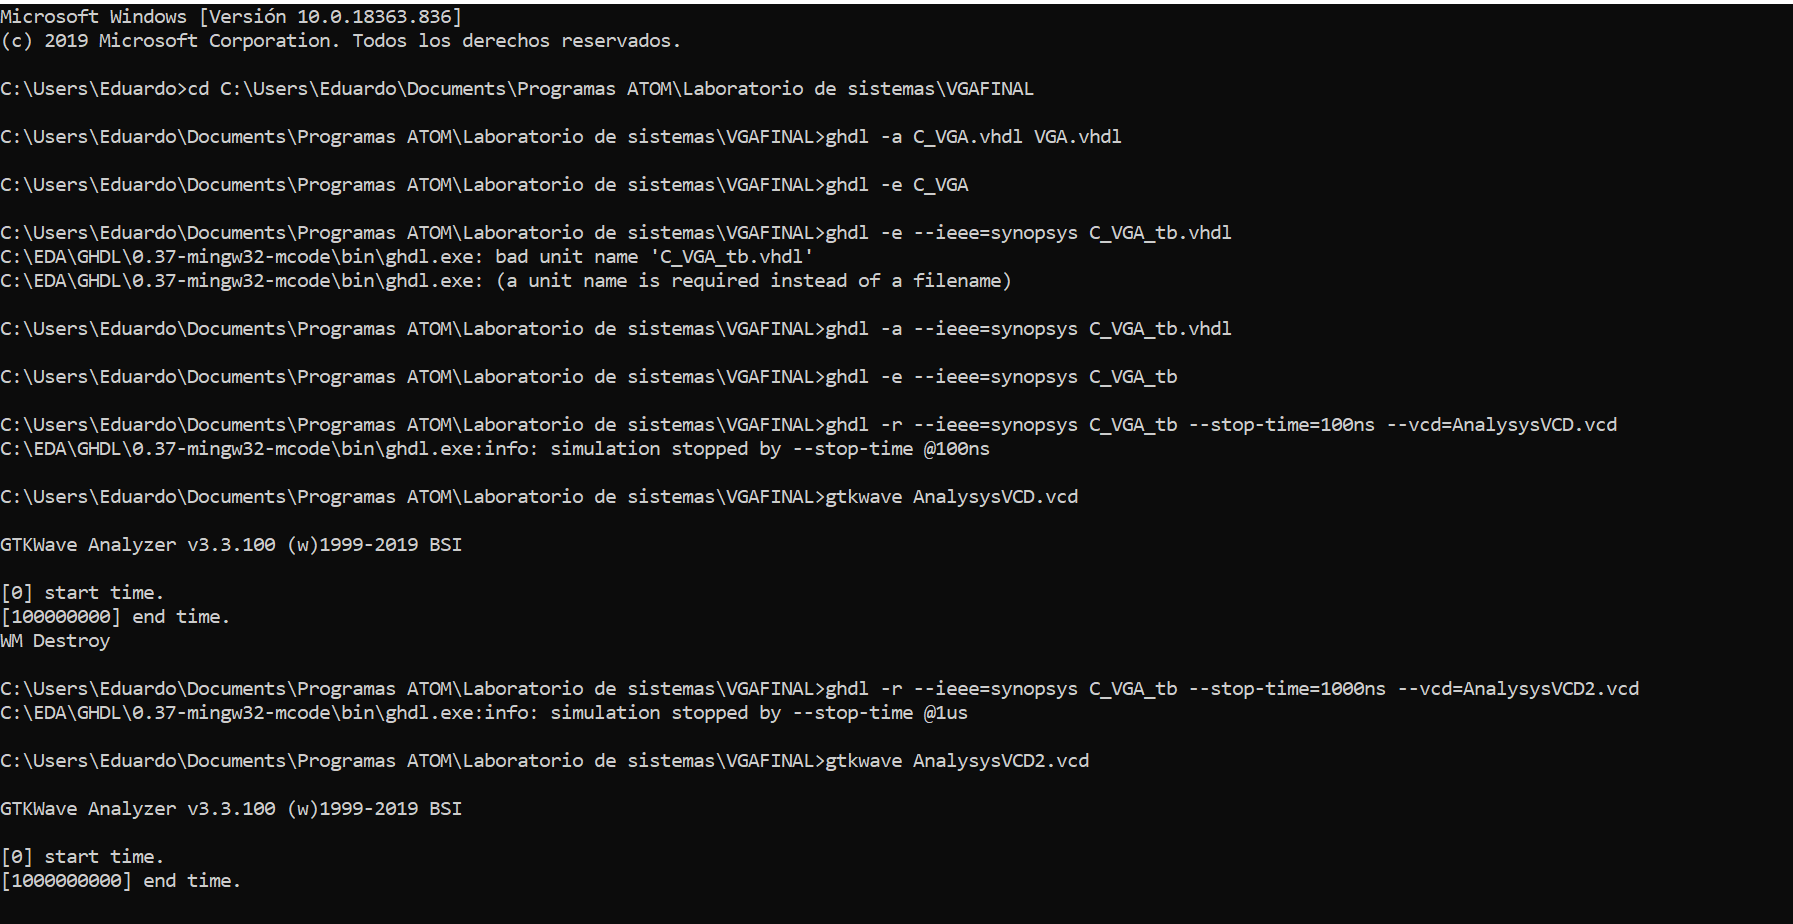 Microsoft Windows [Versión 10.0.18363.836]
(c) 2019 Microsoft Corporation. Todos los derechos reservados.
C:\Users\Eduardo>cd C:\Users\Eduardo\Documents\Programas ATOM\Laboratorio de sistemas\VGAFINAL
C:\Users\Eduardo\Documents\Programas ATOM\Laboratorio de sistemas\VGAFINAL>ghdl -a C_VGA.vhdl VGA.vhdl
C:\Users\Eduardo\Documents\Programas ATOM\Laboratorio de sistemas\VGAFINAL>ghdl -e C_VGA
C:\Users\Eduardo\Documents\Programas ATOM\Laboratorio de sistemas\VGAFINAL>ghdl -e --ieee=synopsys C_VGA_tb.vhdl
C:\EDA\GHDL\0.37-mingw32-mcode\bin\ghdl.exe: bad unit name 'C_VGA_tb.vhdl'
C:\EDA\GHDL\0.37-mingw32-mcode\bin\ghdl.exe: (a unit name is required instead of a filename)
C:\Users\Eduardo\Documents\Programas ATOM\Laboratorio de sistemas\VGAFINAL>ghdl -a --ieee=synopsys C_VGA_tb.vhdl
C:\Users\Eduardo\Documents\Programas ATOM\Laboratorio de sistemas\VGAFINAL>ghdl -e --ieee=synopsys C_VGA_tb
C:\Users\Eduardo\Documents\Programas ATOM\Laboratorio de sistemas\VGAFINAL>ghdl -r --ieee=synopsys C_VGA_tb --stop-time=100ns --vcd=AnalysysVCD.vcd
C:\EDA\GHDL\0.37-mingw32-mcode\bin\ghdl.exe:info: simulation stopped by --stop-time @100ns
C:\Users\Eduardo\Documents\Programas ATOM\Laboratorio de sistemas\VGAFINAL>gtkwave AnalysysVCD.vcd
GTKWave Analyzer v3.3.100 (w)1999-2019 BSI
[0] start time.
[100000000] end time.
WM Destroy
C:\Users\Eduardo\Documents\Programas ATOM\Laboratorio de sistemas\VGAFINAL>ghdl -r --ieee=synopsys C_VGA_tb --stop-time=1000ns --vcd=AnalysysVCD2.vcd
C:\EDA\GHDL\0.37-mingw32-mcode\bin\ghdl.exe:info: simulation stopped by --stop-time @1us
C:\Users\Eduardo\Documents\Programas ATOM\Laboratorio de sistemas\VGAFINAL>gtkwave AnalysysVCD2.vcd
GTKWave Analyzer v3.3.100 (w)1999-2019 BSI
[0] start time.
[1000000000] end time.